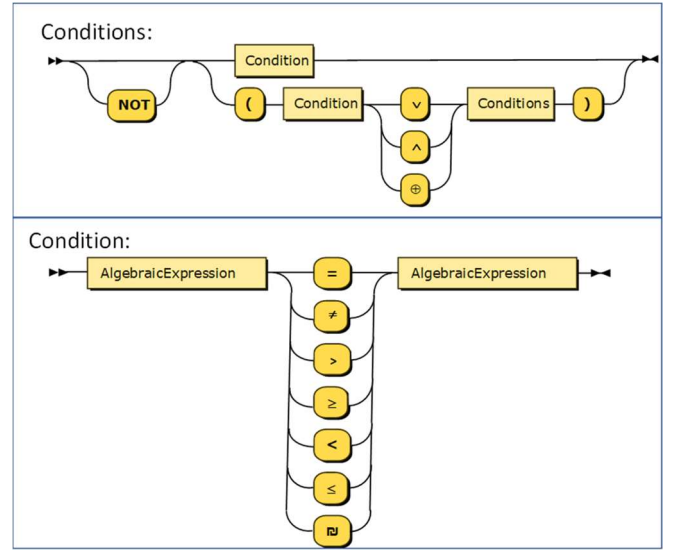 Conditions:
Condition
NOT
( Condition ∨ Conditions )
∧
⊕
Condition:
AlgebraicExpression = AlgebraicExpression
≠
>
≥
<
≤
₪